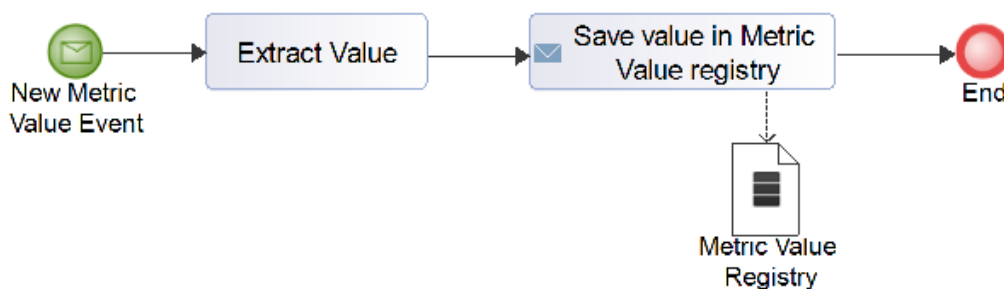 New Metric
Value Event
Extract Value
Save value in Metric
Value registry
End
Metric Value
Registry